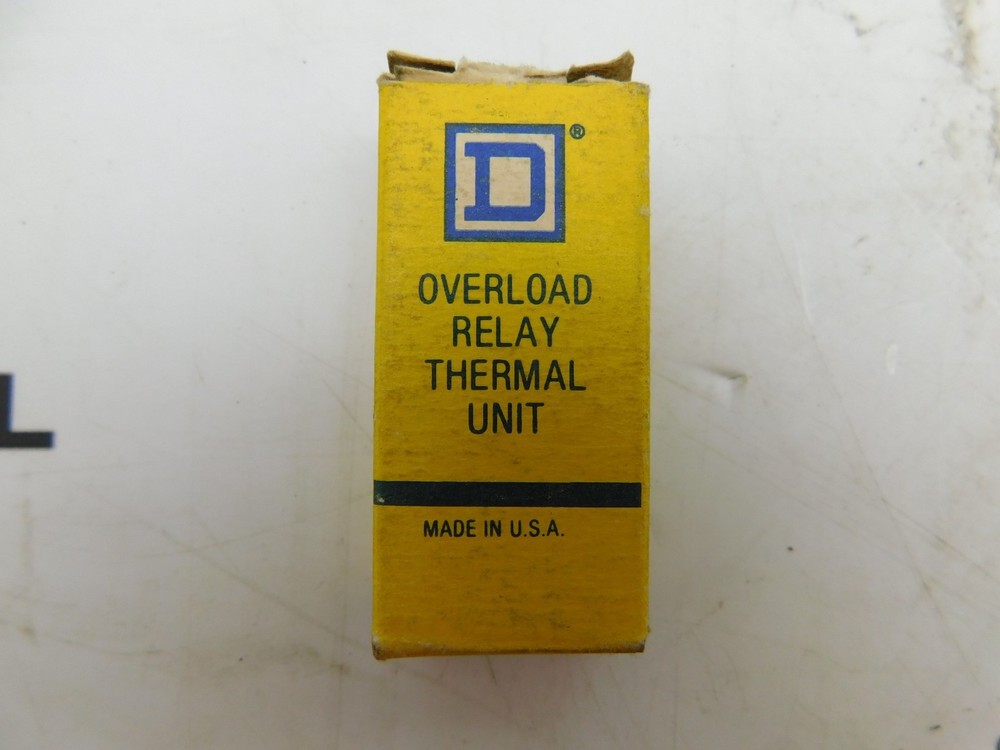 D®
OVERLOAD
RELAY
THERMAL
UNIT
MADE IN U.S.A.
L